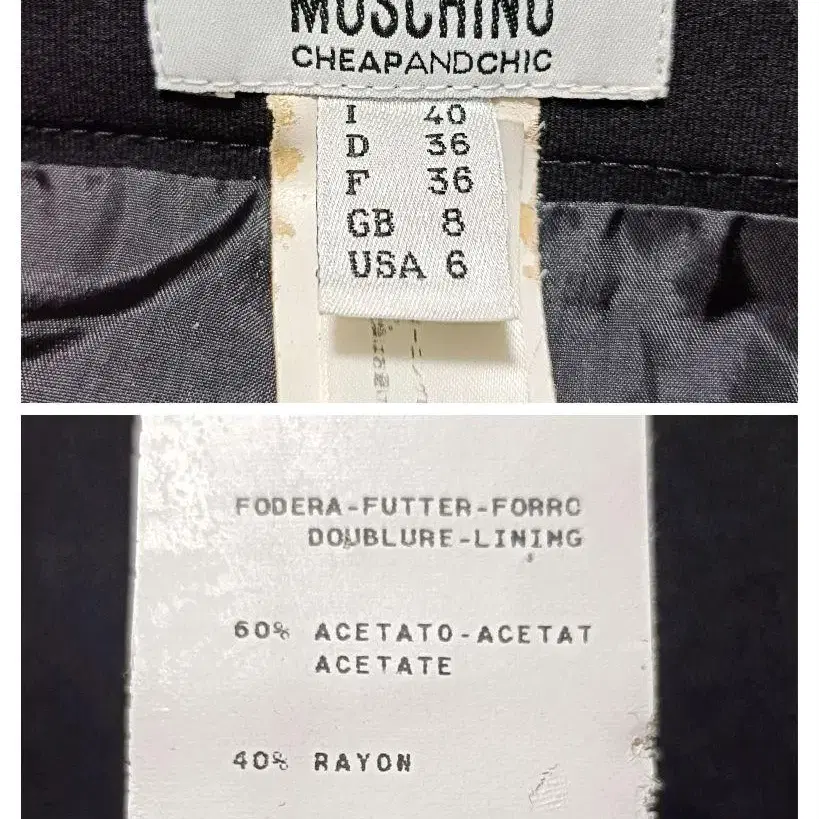 MOSCHINO
CHEAPANDCHIC
I 40
D 36
F 36
GB 8
USA 6
FODERA-FUTTER-FORRO
DOUBLURE-LINING
60% ACETATO-ACETAT
ACETATE
40% RAYON